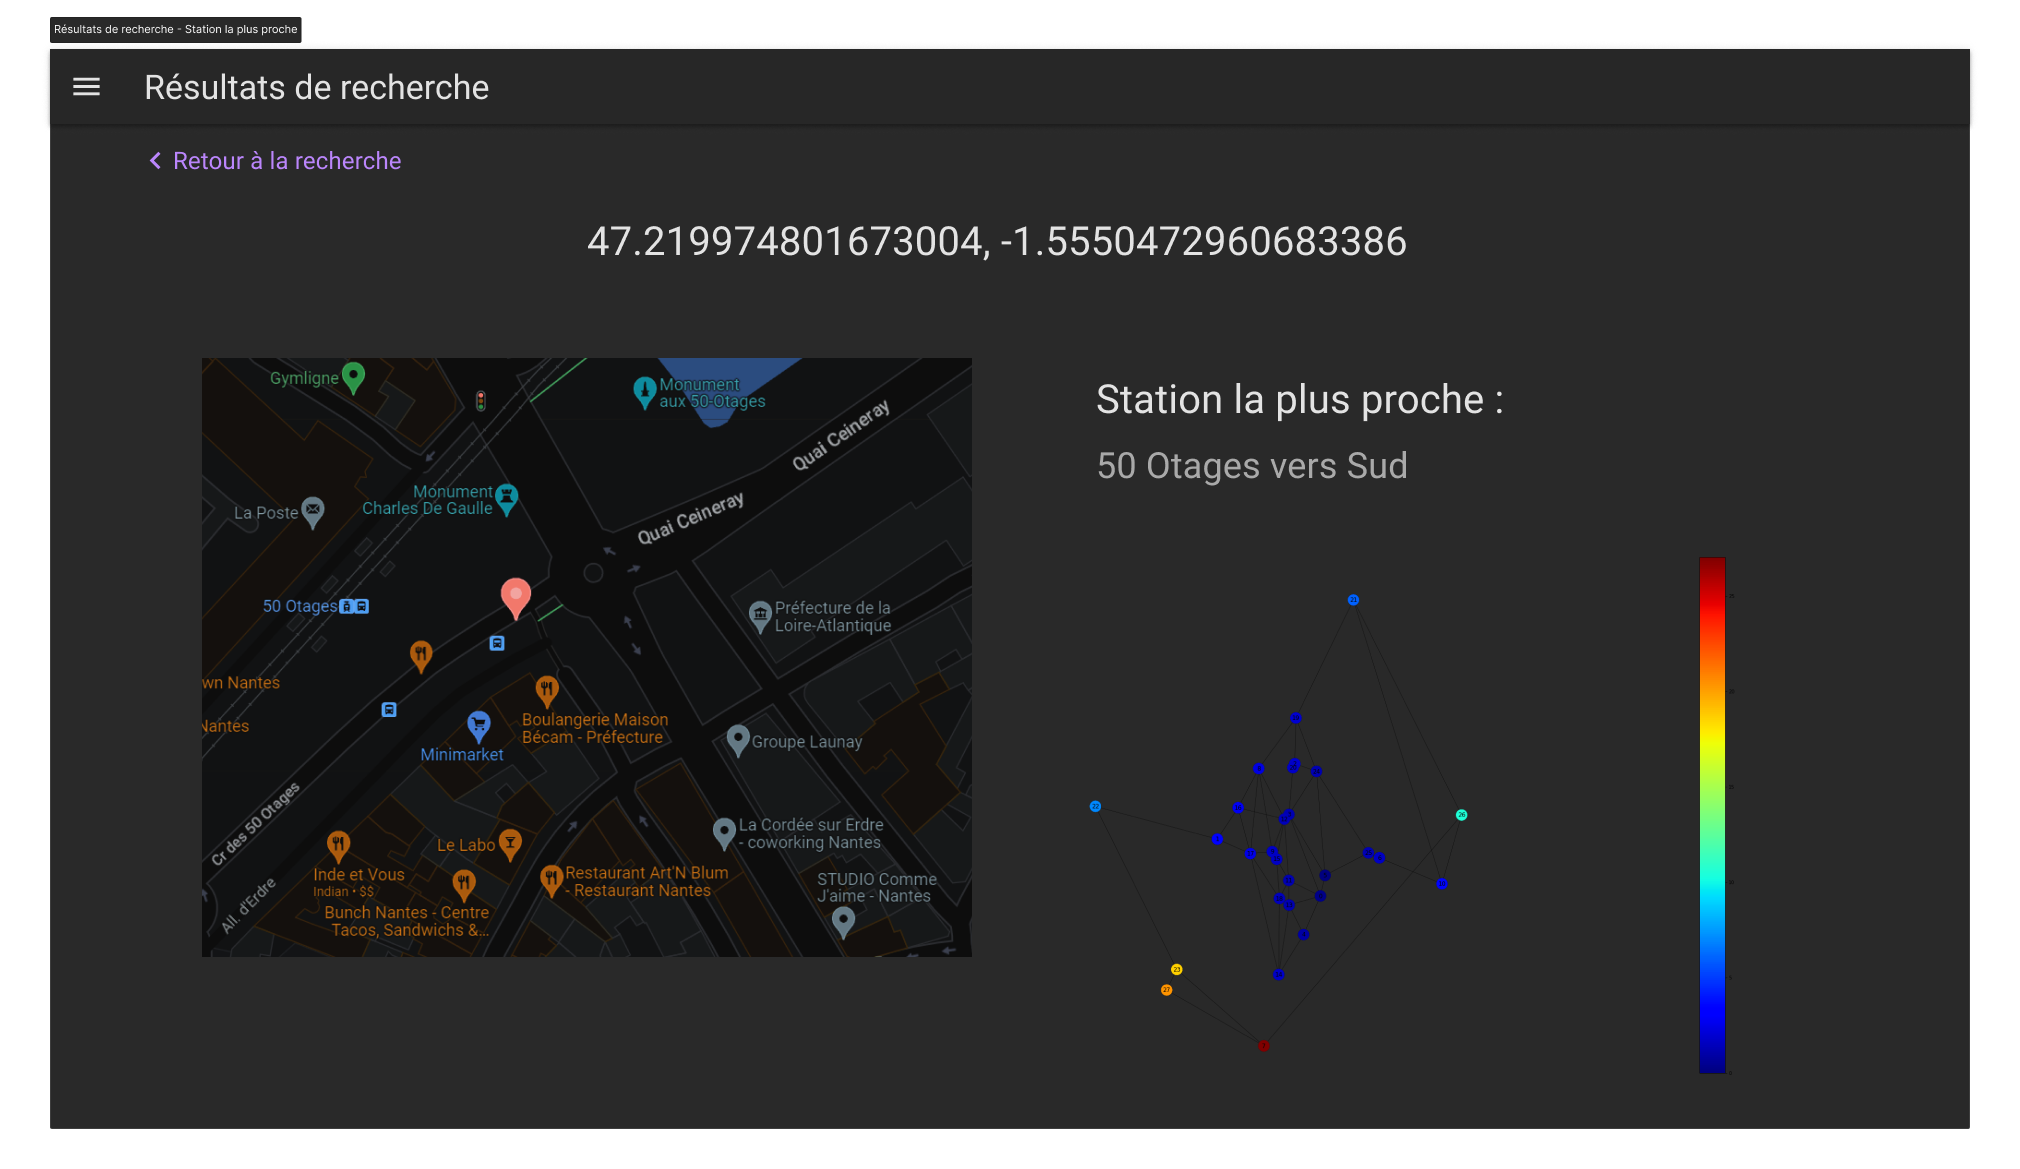 Résultats de recherche - Station la plus proche
Résultats de recherche
Retour à la recherche
47.219974801673004, -1.5550472960683386
Gymligne
Monument
aux 50-Otages
Quai Ceineray
Monument
Charles De Gaulle
La Poste
Quai Ceineray
50 Otages
Préfecture de la
Loire-Atlantique
wn Nantes
Nantes
Boulangerie Maison
Bécam - Préfecture
Minimarket
Groupe Launay
Cr des 50 Otages
La Cordée sur Erdre
- coworking Nantes
Le Labo
Inde et Vous
Indian • $$
Restaurant Art'N Blum
- Restaurant Nantes
STUDIO Comme
J'aime - Nantes
All. d'Erdre
Bunch Nantes - Centre
Tacos, Sandwichs &...
Station la plus proche :
50 Otages vers Sud
22
26
23
27